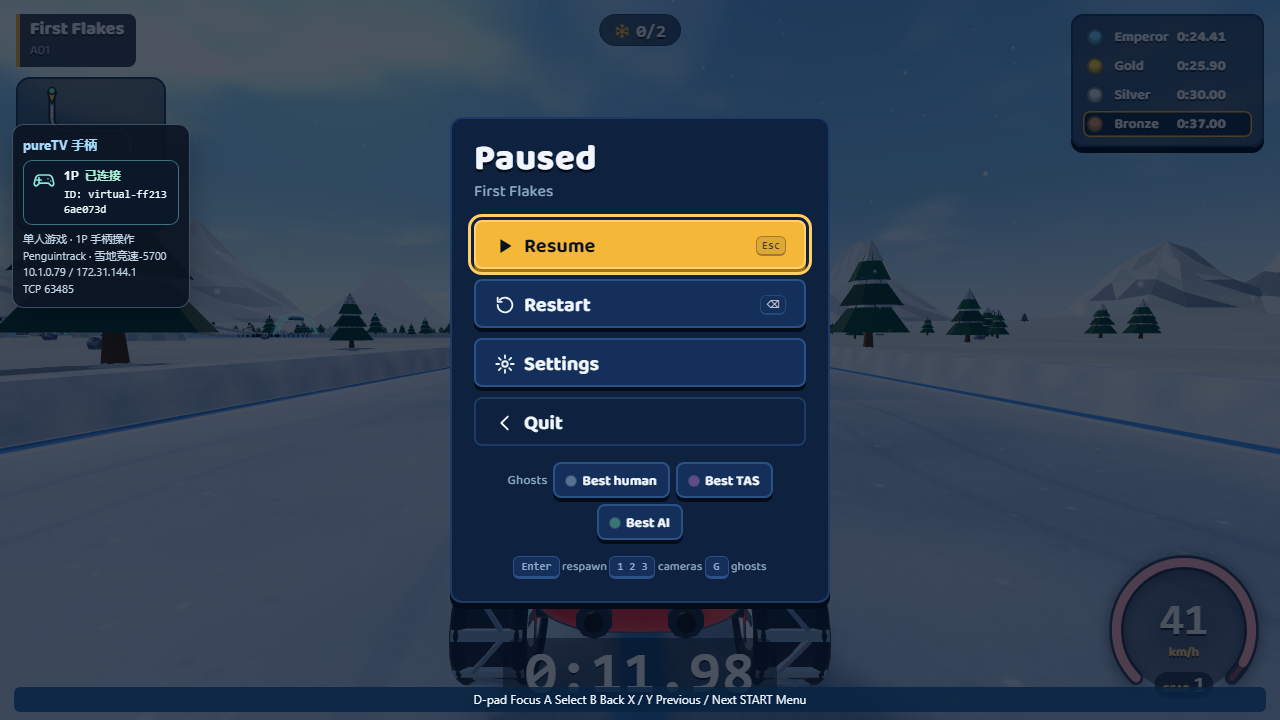 First Flakes
A01
0/2
Emperor 0:24.41
Gold 0:25.90
Silver 0:30.00
Bronze 0:37.00
pureTV 手柄
1P 已连接
ID: virtual-ff213
6ae073d
单人游戏 · 1P 手柄操作
Penguintrack · 雪地竞速-5700
10.1.0.79 / 172.31.144.1
TCP 63485
Paused
First Flakes
Resume Esc
Restart ⌫
Settings
Quit
Ghosts Best human Best TAS
Best AI
Enter respawn 1 2 3 cameras G ghosts
41
km/h
1
0:11.98
D-pad Focus A Select B Back X / Y Previous / Next START Menu